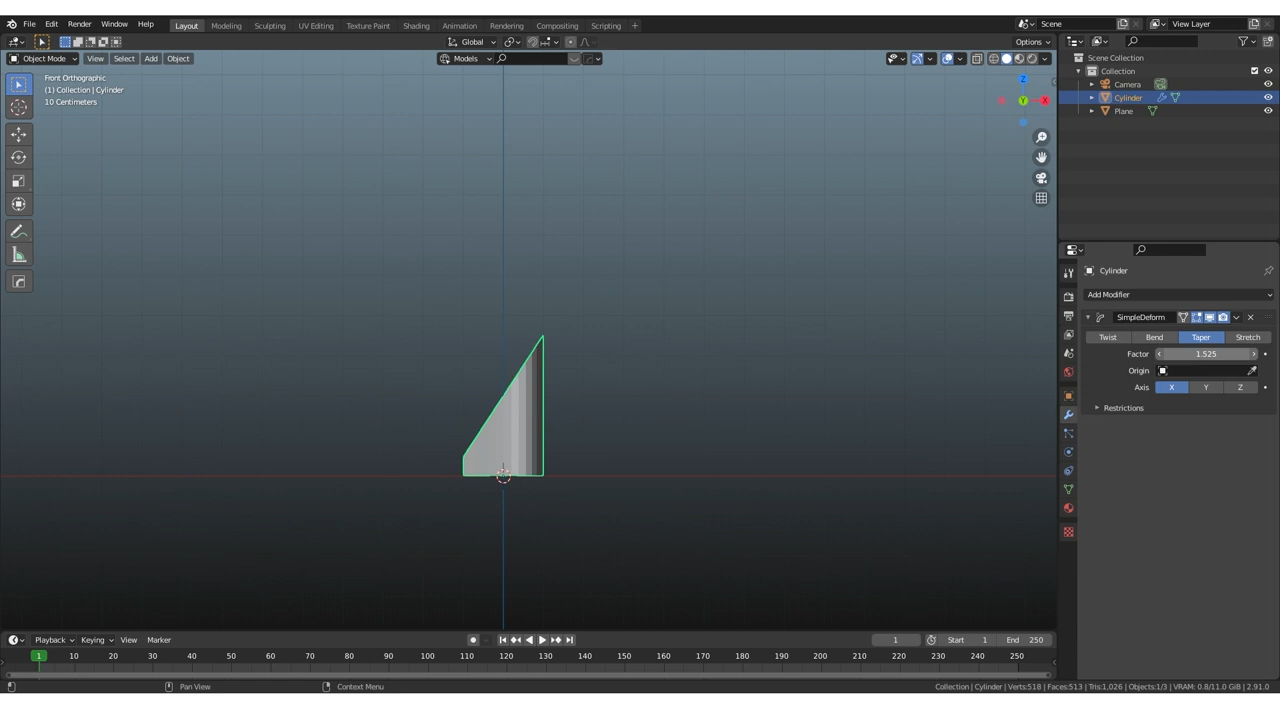 File Edit Render Window Help
Layout Modeling Sculpting UV Editing Texture Paint Shading Animation Rendering Compositing Scripting +
Scene
View Layer
Global
Options
Object Mode View Select Add Object
Models
Front Orthographic
(1) Collection | Cylinder
10 Centimeters
Z
Y
X
Scene Collection
Collection
Camera
Cylinder
Plane
Cylinder
Add Modifier
SimpleDeform
Twist Bend Taper Stretch
Factor 1.525
Origin
Axis X Y Z
Restrictions
Playback Keying View Marker
1
Start 1 End 250
1 10 20 30 40 50 60 70 80 90 100 110 120 130 140 150 160 170 180 190 200 210 220 230 240 250
Pan View
Context Menu
Collection | Cylinder | Verts:518 | Faces:513 | Tris:1,026 | Objects:1/3 | VRAM: 0.8/11.0 GiB | 2.91.0